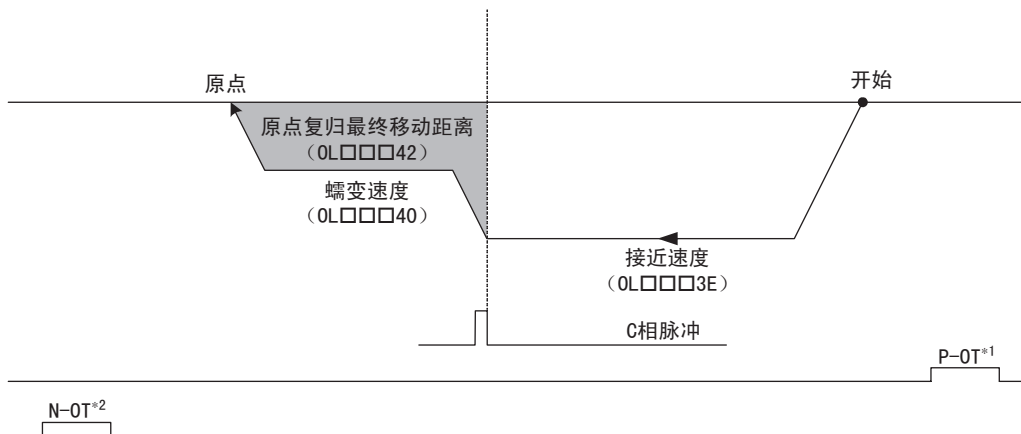 原点
开始
原点复归最终移动距离
（OL□□□42）
蠕变速度
（OL□□□40）
接近速度
（OL□□□3E）
C相脉冲
P-OT*1
N-OT*2